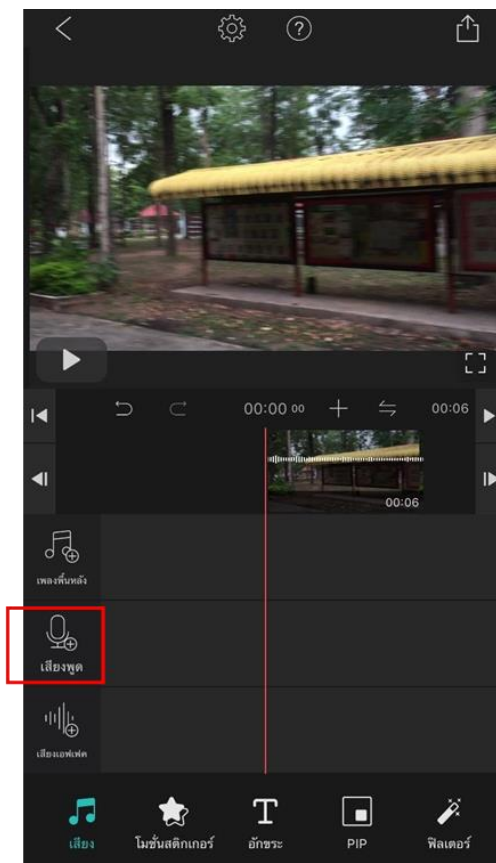 ?
00:00 00
00:06
00:06
เพลงพื้นหลัง
เสียงพูด
เสียงเอฟเฟค
เสียง
โมชั่นสติกเกอร์
อักขระ
PIP
ฟิลเตอร์